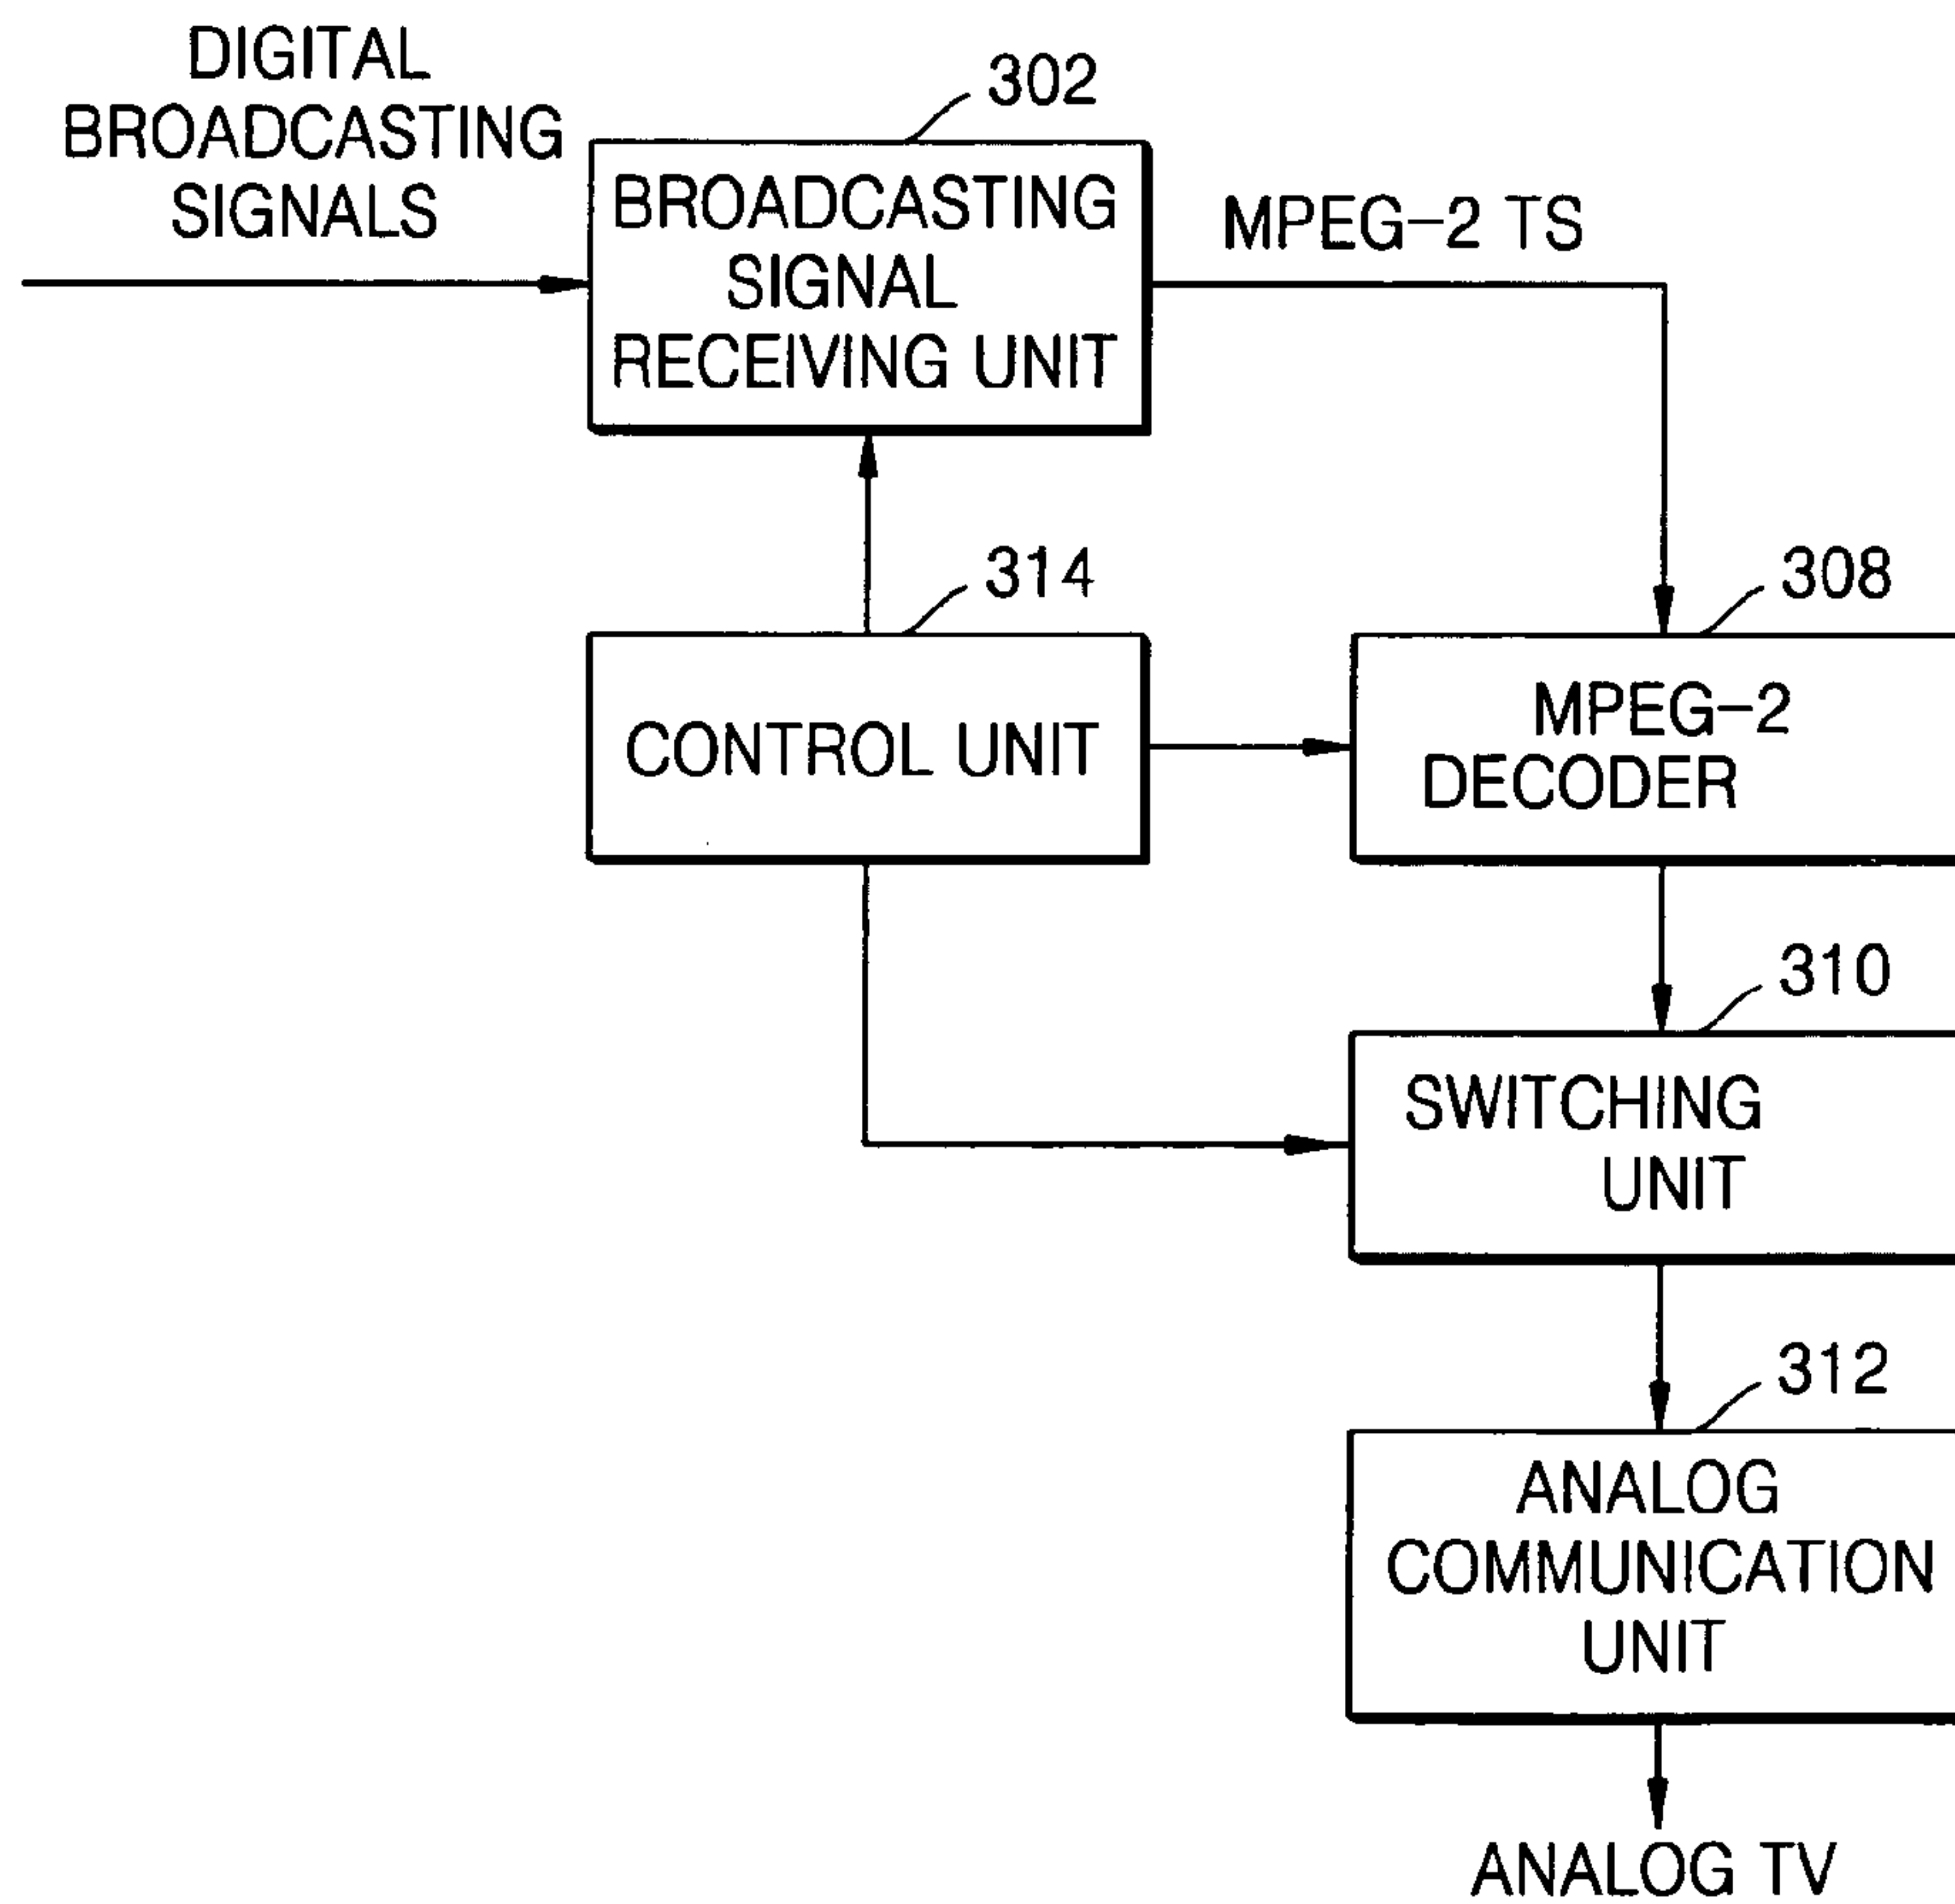 DIGITAL
BROADCASTING
SIGNALS
302
BROADCASTING
SIGNAL
RECEIVING UNIT
MPEG-2 TS
314
CONTROL UNIT
308
MPEG-2
DECODER
310
SWITCHING
UNIT
312
ANALOG
COMMUNICATION
UNIT
ANALOG TV